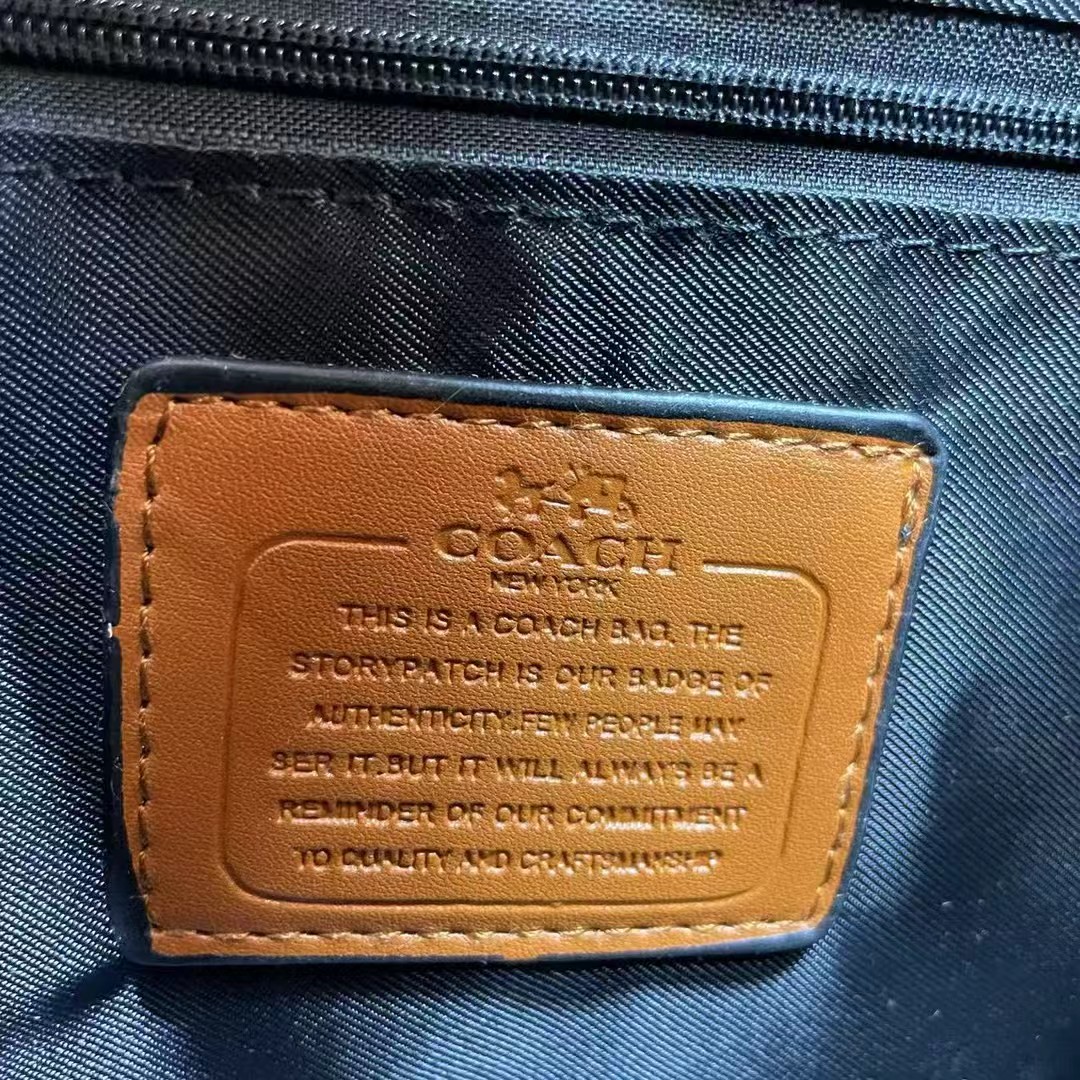 COACH
NEW YORK
THIS IS A COACH BAG. THE
STORYPATCH IS OUR BADGE OF
AUTHENTICITY.FEW PEOPLE MAY
SER IT.BUT IT WILL ALWAYS BE A
REMINDER OF OUR COMMITMENT
TO QUALITY AND CRAFTSMANSHIP